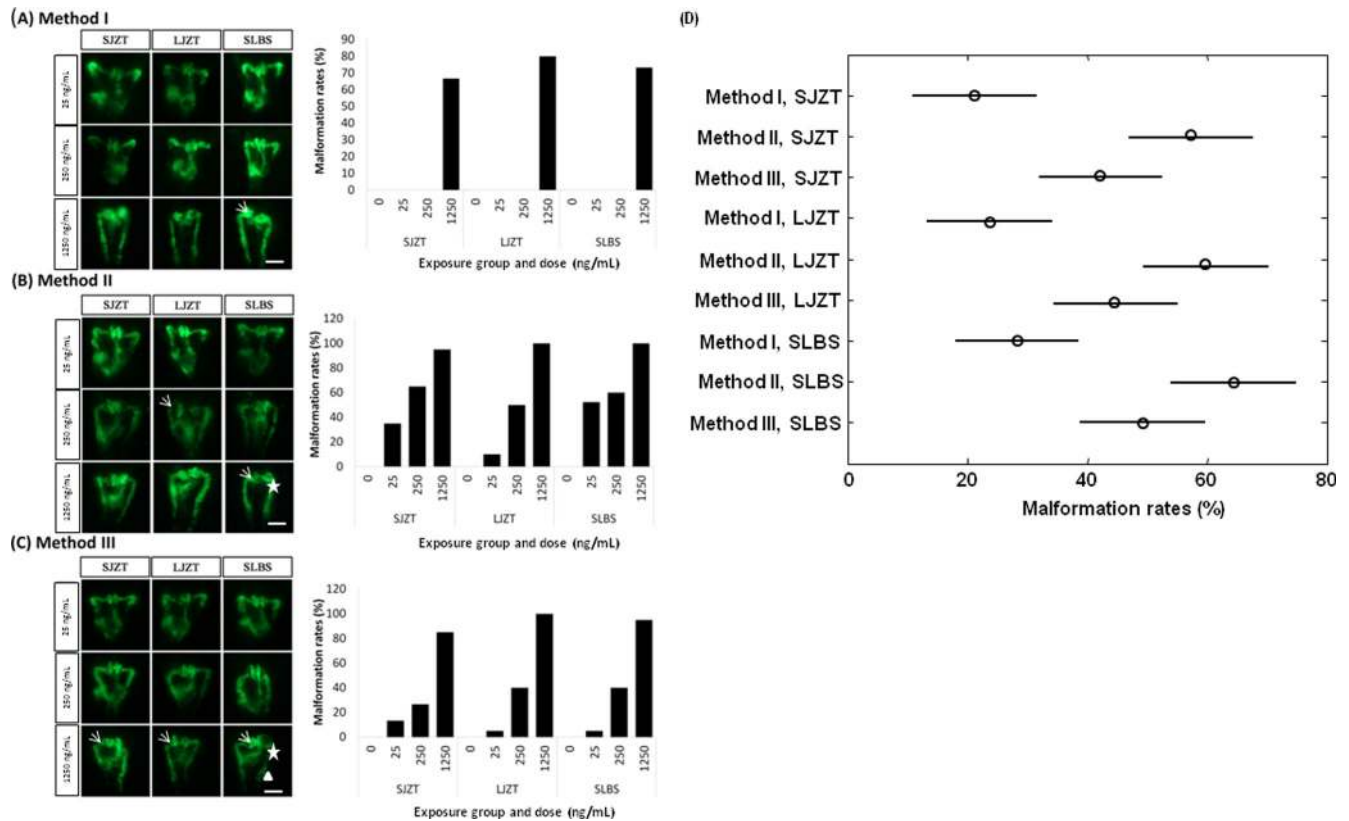 (A) Method I
SJZT LJZT SLBS
25 ng/mL
250 ng/mL
1250 ng/mL
Malformation rates (%)
90
80
70
60
50
40
30
20
10
0
0 25 250 1250 0 25 250 1250 0 25 250 1250
SJZT LJZT SLBS
Exposure group and dose (ng/mL)
(B) Method II
SJZT LJZT SLBS
25 ng/mL
250 ng/mL
1250 ng/mL
Malformation rates (%)
120
100
80
60
40
20
0
0 25 250 1250 0 25 250 1250 0 25 250 1250
SJZT LJZT SLBS
Exposure group and dose (ng/mL)
(C) Method III
SJZT LJZT SLBS
25 ng/mL
250 ng/mL
1250 ng/mL
Malformation rates (%)
120
100
80
60
40
20
0
0 25 250 1250 0 25 250 1250 0 25 250 1250
SJZT LJZT SLBS
Exposure group and dose (ng/mL)
(D)
Method I, SJZT
Method II, SJZT
Method III, SJZT
Method I, LJZT
Method II, LJZT
Method III, LJZT
Method I, SLBS
Method II, SLBS
Method III, SLBS
0 20 40 60 80
Malformation rates (%)